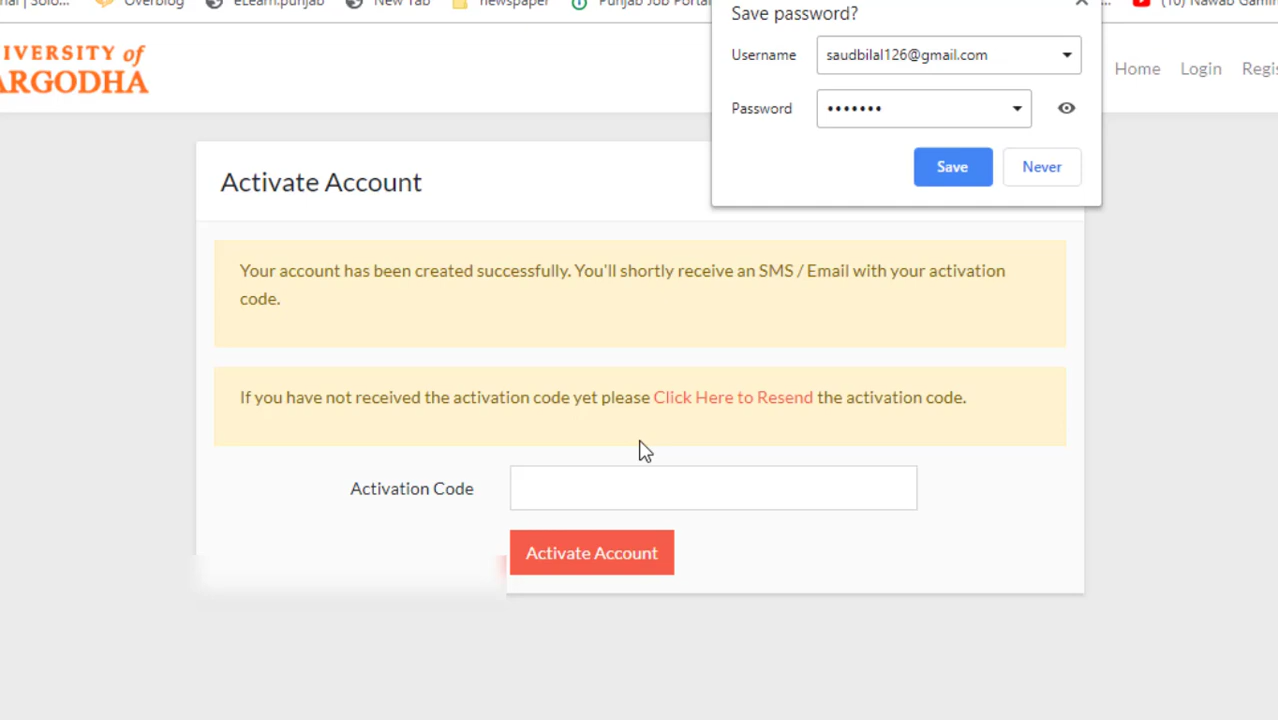 Overblog eLearn.punjab New Tab newspaper Punjab Job Portal
Save password?
Username saudbilal126@gmail.com
Password •••••••
Save Never
IVERSITY of
ARGODHA
Home Login Regis
Activate Account
Your account has been created successfully. You'll shortly receive an SMS / Email with your activation
code.
If you have not received the activation code yet please Click Here to Resend the activation code.
Activation Code
Activate Account